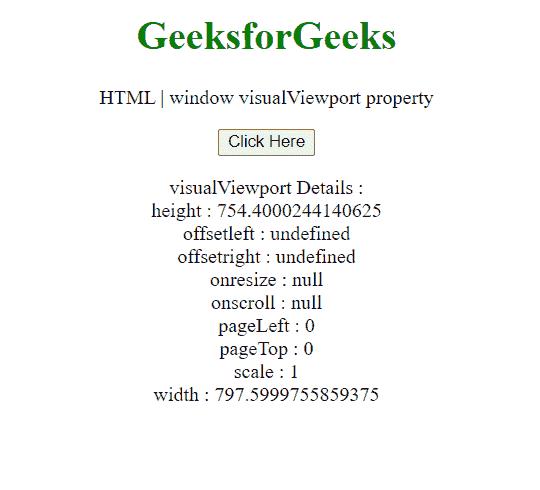 GeeksforGeeks
HTML | window visualViewport property
Click Here
visualViewport Details :
height : 754.4000244140625
offsetleft : undefined
offsetright : undefined
onresize : null
onscroll : null
pageLeft : 0
pageTop : 0
scale : 1
width : 797.5999755859375